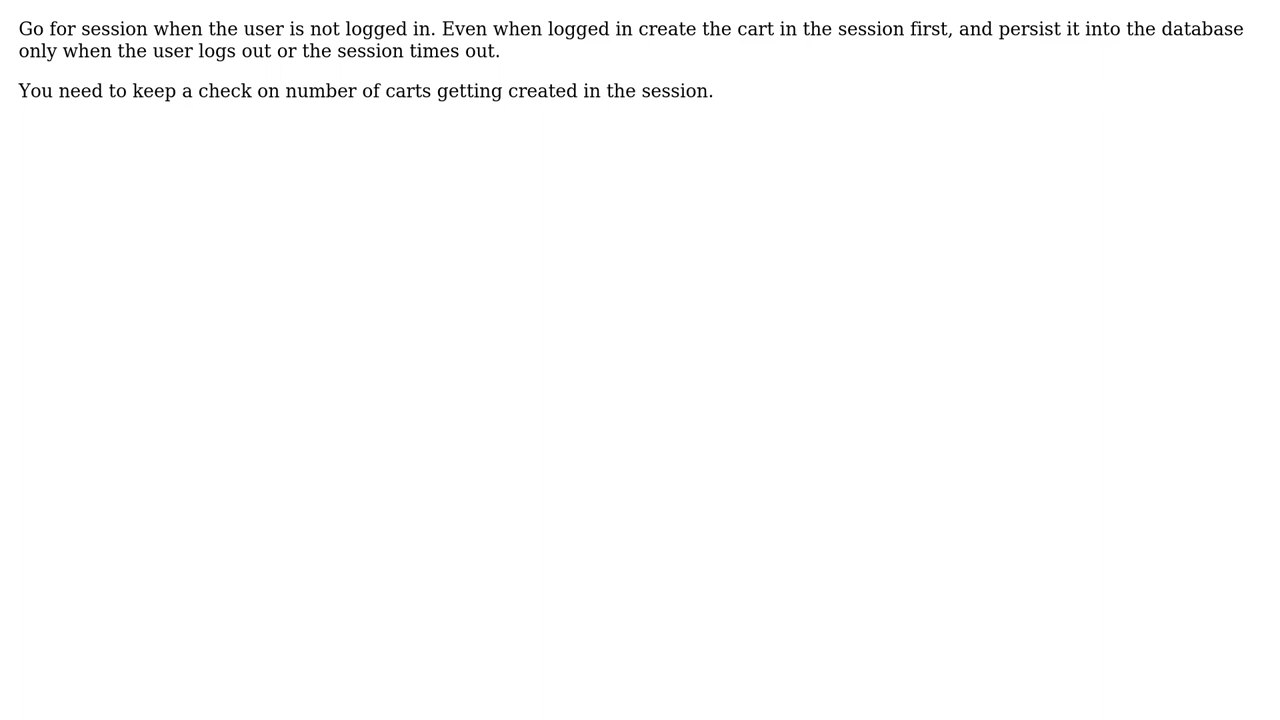 Go for session when the user is not logged in. Even when logged in create the cart in the session first, and persist it into the database
only when the user logs out or the session times out.
You need to keep a check on number of carts getting created in the session.